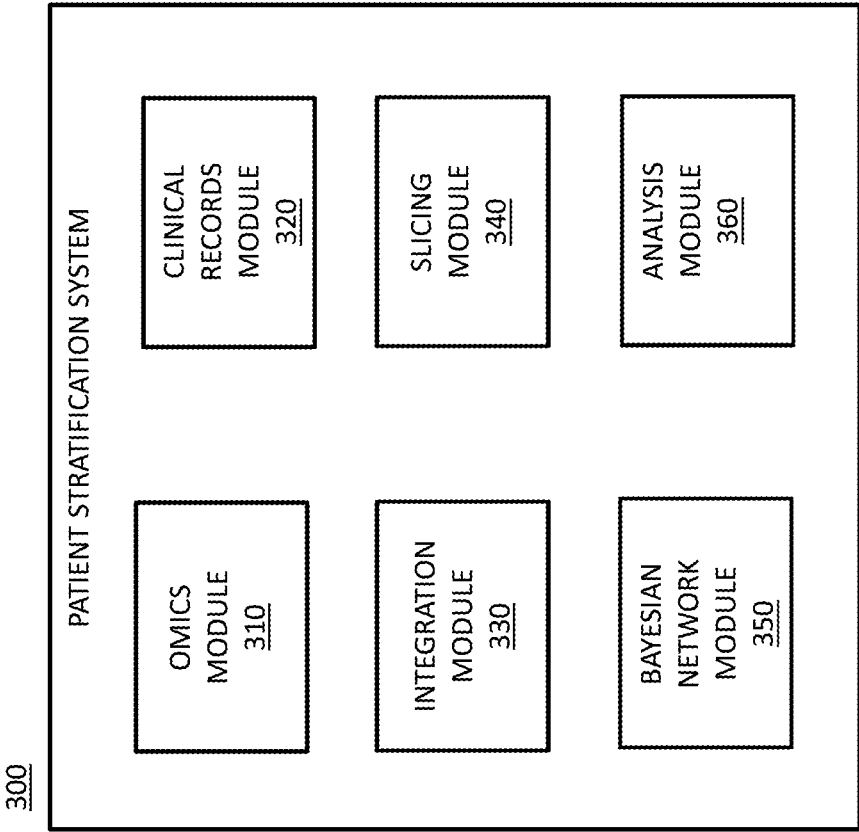 300
PATIENT STRATIFICATION SYSTEM
OMICS
MODULE
310
CLINICAL
RECORDS
MODULE
320
INTEGRATION
MODULE
330
SLICING
MODULE
340
BAYESIAN
NETWORK
MODULE
350
ANALYSIS
MODULE
360